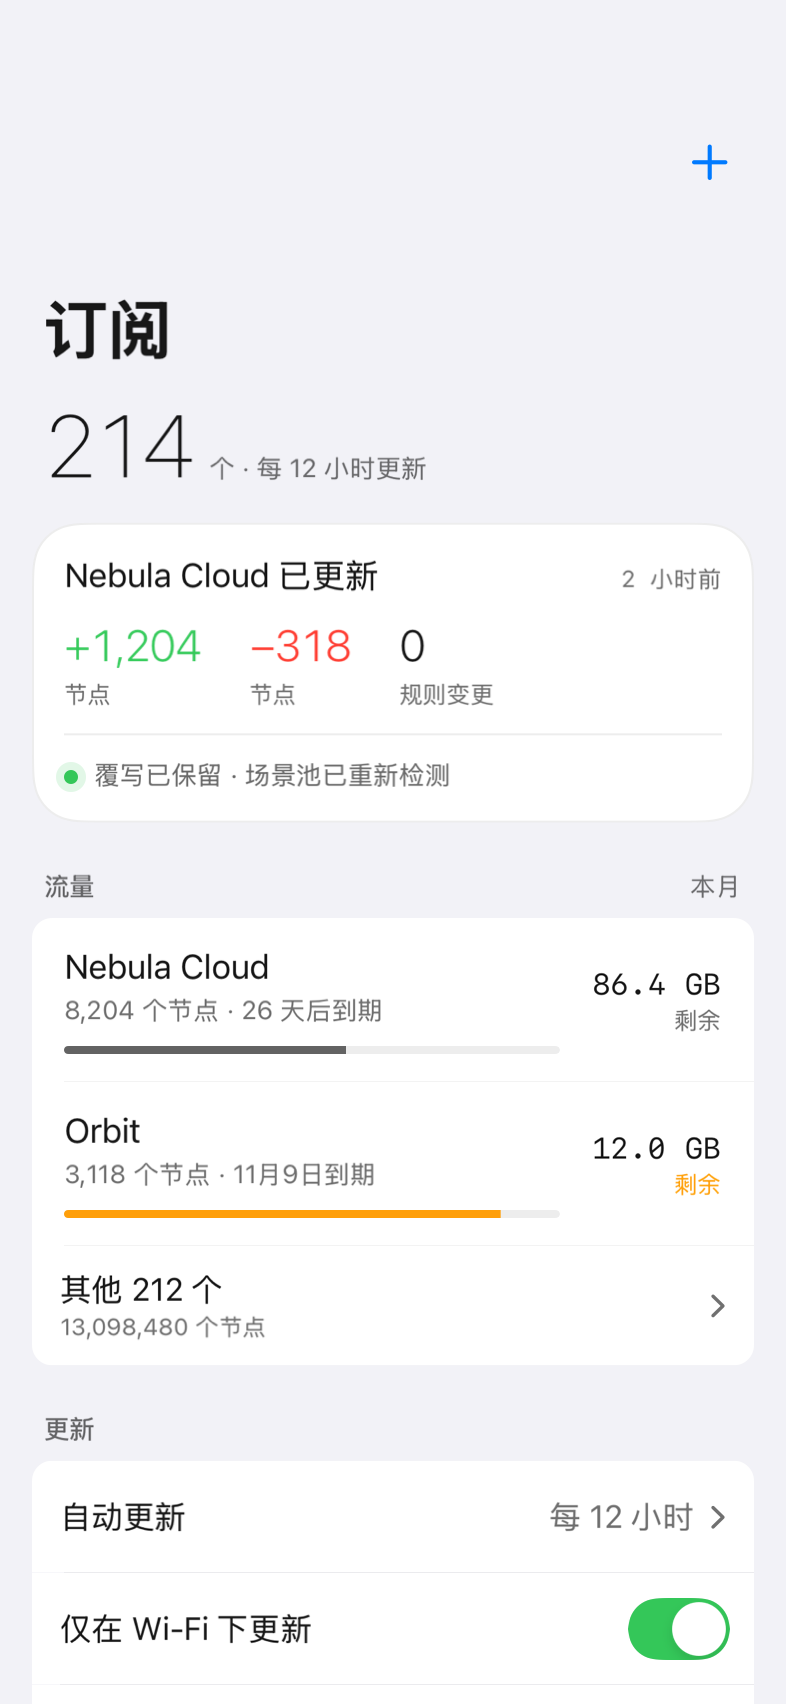 订阅
214 个 · 每 12 小时更新
Nebula Cloud 已更新 2 小时前
+1,204 −318 0
节点 节点 规则变更
覆写已保留 · 场景池已重新检测
流量 本月
Nebula Cloud 86.4 GB
8,204 个节点 · 26 天后到期 剩余
Orbit 12.0 GB
3,118 个节点 · 11月9日到期 剩余
其他 212 个
13,098,480 个节点
更新
自动更新 每 12 小时
仅在 Wi-Fi 下更新